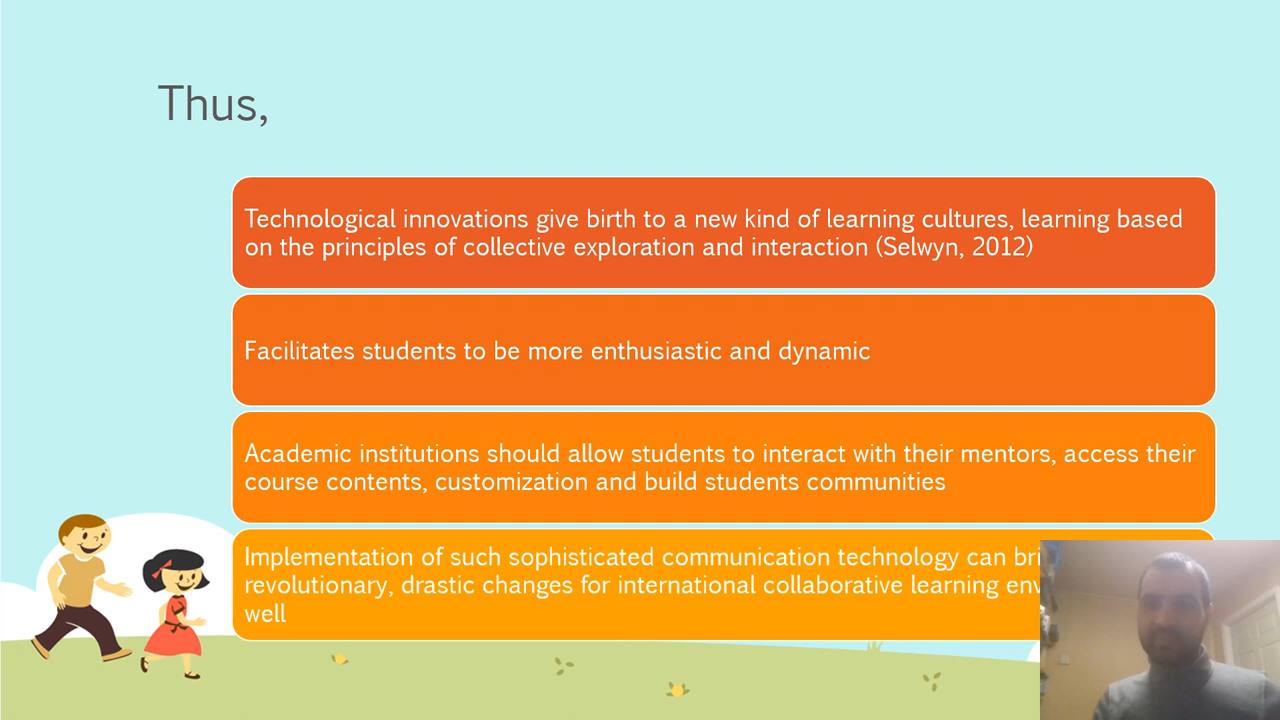 Thus,
Technological innovations give birth to a new kind of learning cultures, learning based
on the principles of collective exploration and interaction (Selwyn, 2012)
Facilitates students to be more enthusiastic and dynamic
Academic institutions should allow students to interact with their mentors, access their
course contents, customization and build students communities
Implementation of such sophisticated communication technology can
revolutionary, drastic changes for international collaborative learning
well